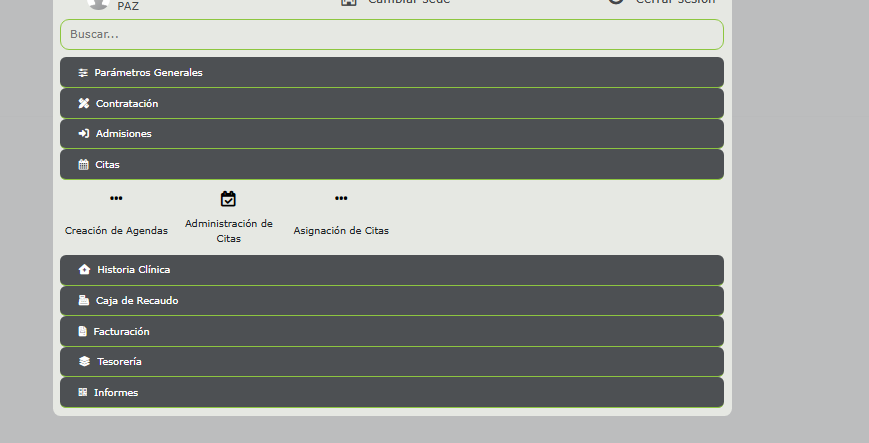 PAZ
Cambiar sede
Cerrar sesión
Buscar...
Parámetros Generales
Contratación
Admisiones
Citas
Creación de Agendas
Administración de
Citas
Asignación de Citas
Historia Clínica
Caja de Recaudo
Facturación
Tesorería
Informes